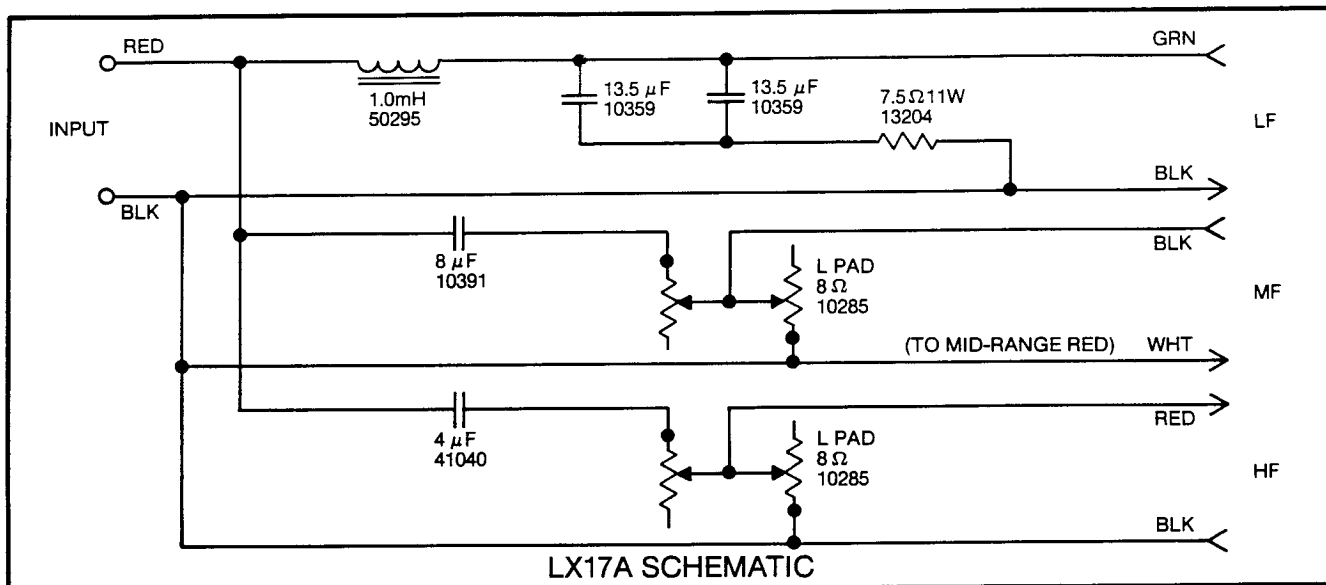 RED
GRN
1.0mH
50295
13.5 µF
10359
13.5 µF
10359
7.5Ω11W
13204
INPUT
LF
BLK
BLK
BLK
8 µF
10391
L PAD
8Ω
10285
MF
(TO MID-RANGE RED) WHT
RED
4 µF
41040
L PAD
8Ω
10285
HF
BLK
LX17A SCHEMATIC